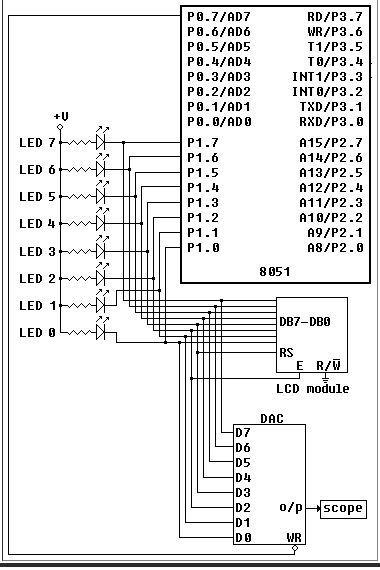 P0.7/AD7 RD/P3.7
P0.6/AD6 WR/P3.6
P0.5/AD5 T1/P3.5
P0.4/AD4 T0/P3.4
P0.3/AD3 INT1/P3.3
P0.2/AD2 INT0/P3.2
P0.1/AD1 TXD/P3.1
P0.0/AD0 RXD/P3.0
+V
LED 7 P1.7 A15/P2.7
LED 6 P1.6 A14/P2.6
LED 5 P1.5 A13/P2.5
LED 4 P1.4 A12/P2.4
LED 3 P1.3 A11/P2.3
LED 2 P1.2 A10/P2.2
LED 1 P1.1 A9/P2.1
LED 0 P1.0 A8/P2.0
8051
DB7-DB0
RS
E R/W̅
LCD module
DAC
D7
D6
D5
D4
D3
D2 o/p scope
D1
D0 WR